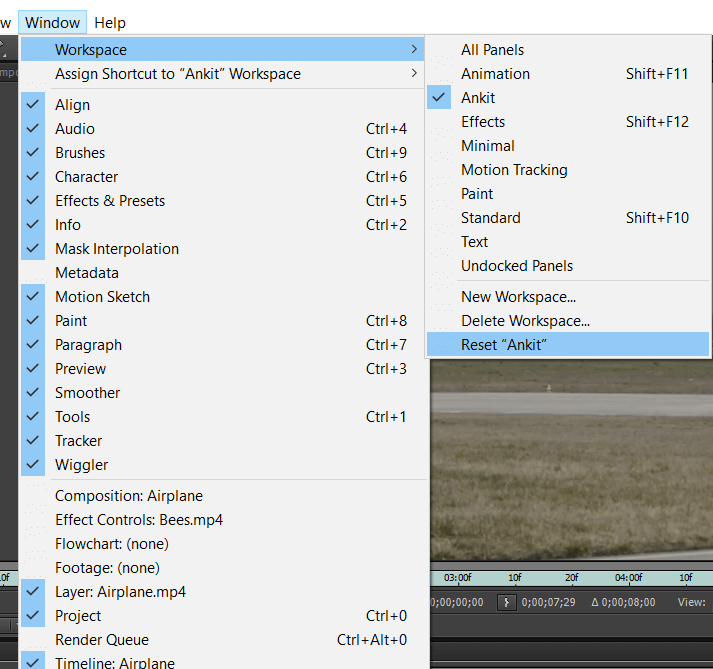 w Window Help
Workspace
Assign Shortcut to “Ankit” Workspace
Align
Audio Ctrl+4
Brushes Ctrl+9
Character Ctrl+6
Effects & Presets Ctrl+5
Info Ctrl+2
Mask Interpolation
Metadata
Motion Sketch
Paint Ctrl+8
Paragraph Ctrl+7
Preview Ctrl+3
Smoother
Tools Ctrl+1
Tracker
Wiggler
Composition: Airplane
Effect Controls: Bees.mp4
Flowchart: (none)
Footage: (none)
Layer: Airplane.mp4
Project Ctrl+0
Render Queue Ctrl+Alt+0
Timeline: Airplane
All Panels
Animation Shift+F11
Ankit
Effects Shift+F12
Minimal
Motion Tracking
Paint
Standard Shift+F10
Text
Undocked Panels
New Workspace...
Delete Workspace...
Reset “Ankit”
0f 03:00f 10f 20f 04:00f 10f
0;00;00;00 0;00;07;29 Δ 0;00;08;00 View: